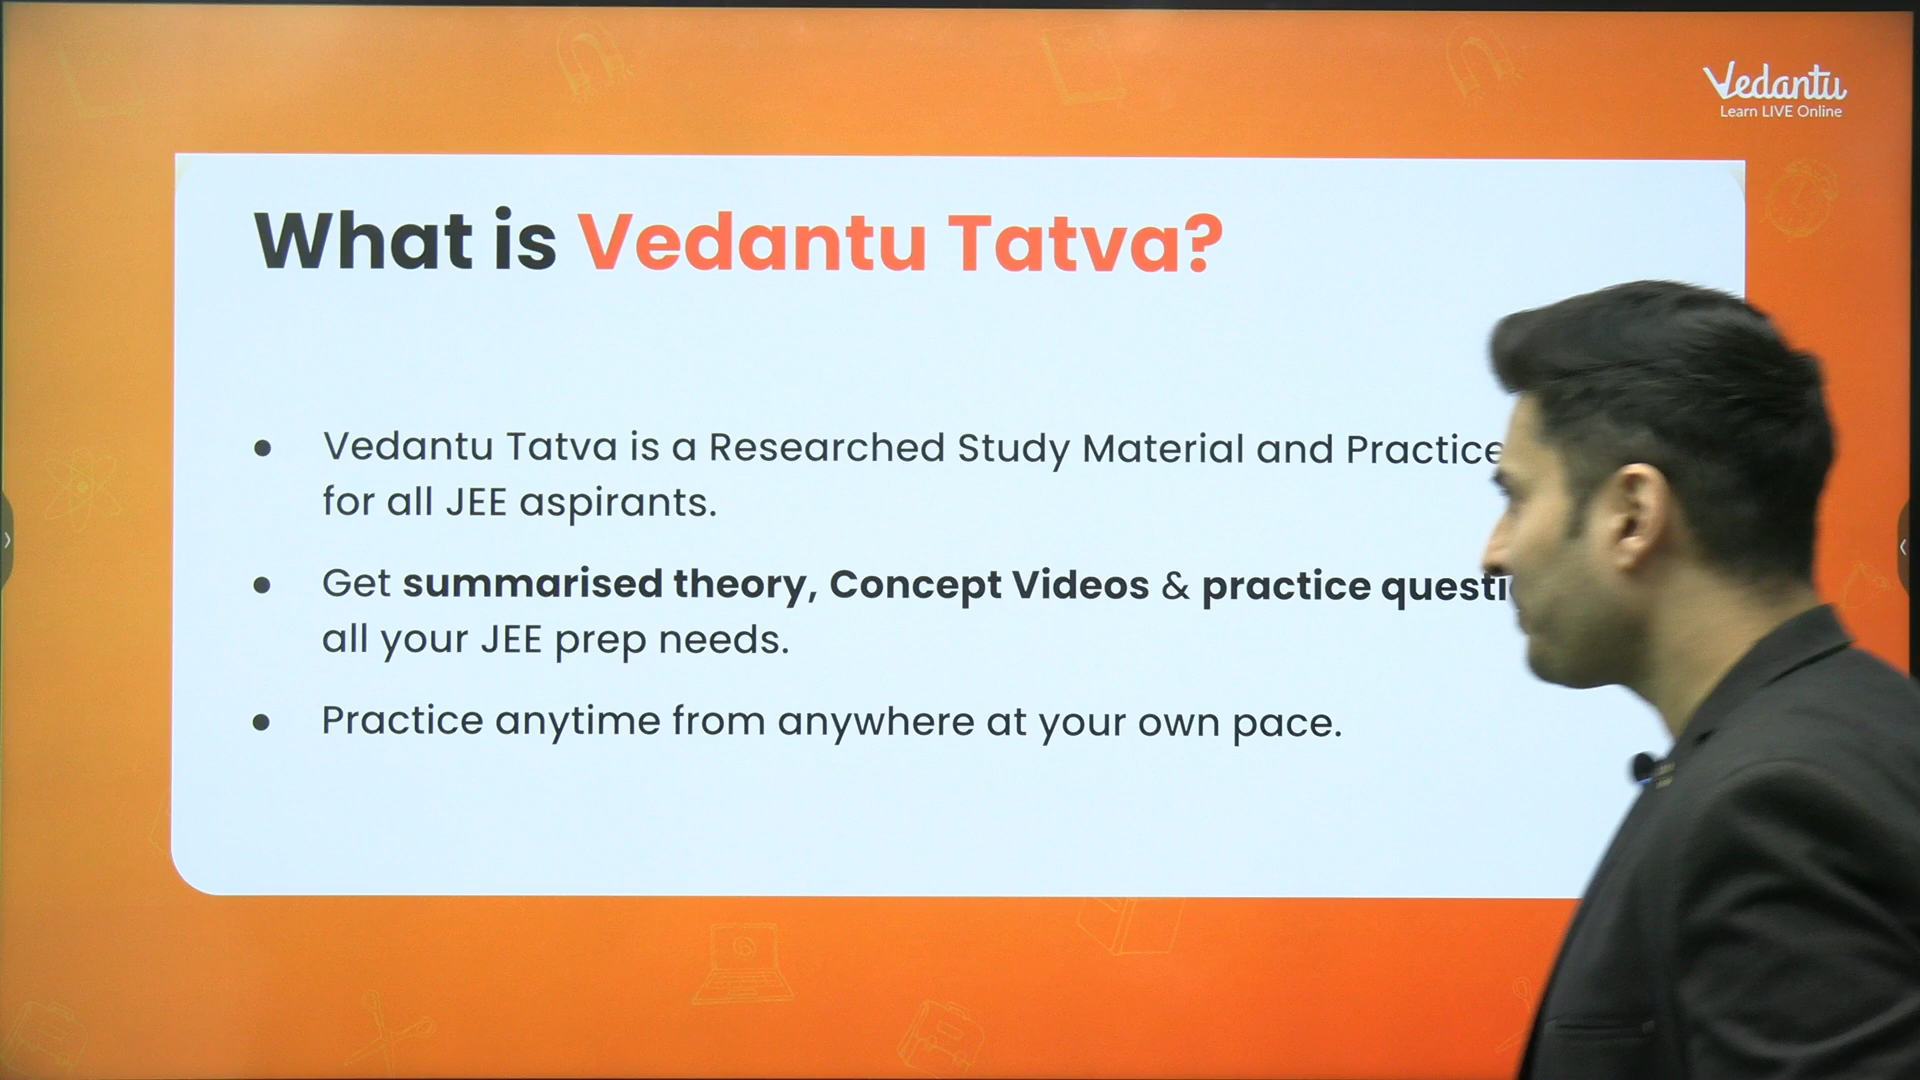 Vedantu
Learn LIVE Online
What is Vedantu Tatva?
● Vedantu Tatva is a Researched Study Material and Practice
for all JEE aspirants.
● Get summarised theory, Concept Videos & practice
all your JEE prep needs.
● Practice anytime from anywhere at your own pace.